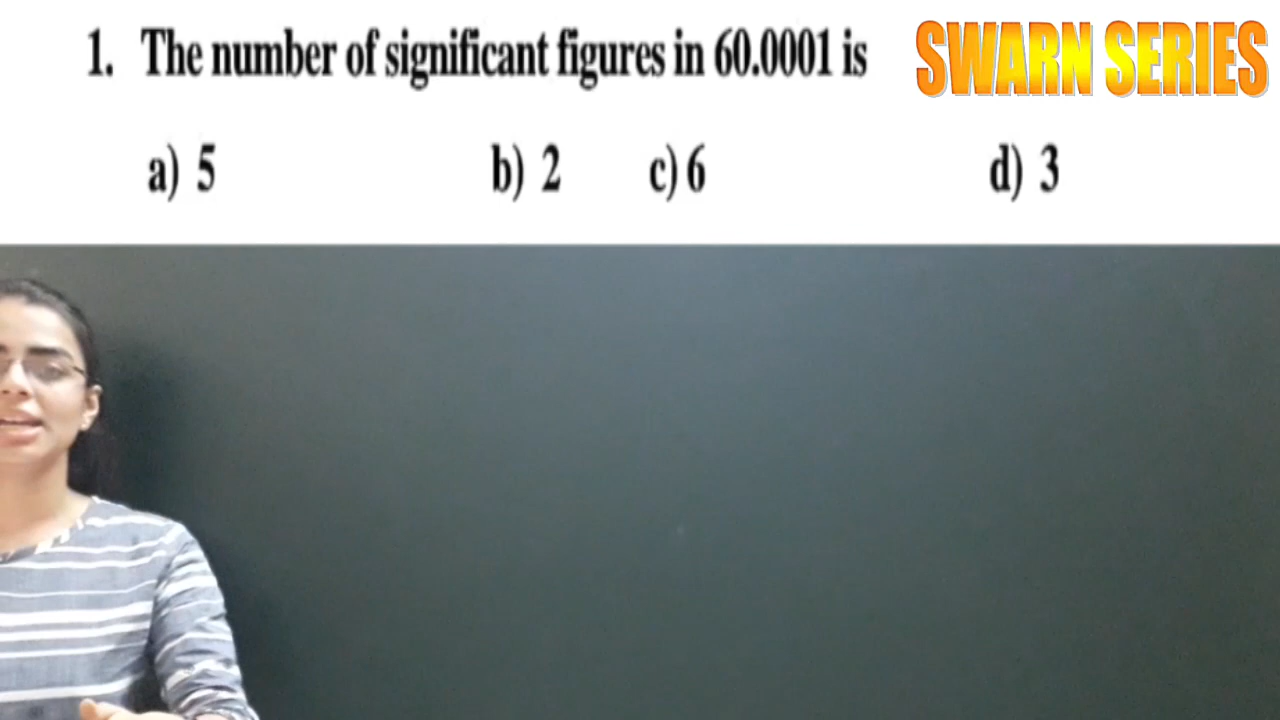 1. The number of significant figures in 60.0001 is
SWARN SERIES
a) 5 b) 2 c) 6 d) 3